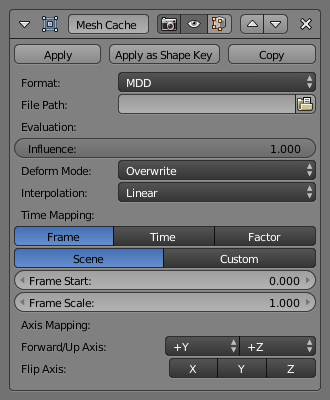 Mesh Cache
Apply Apply as Shape Key Copy
Format: MDD
File Path:
Evaluation:
Influence: 1.000
Deform Mode: Overwrite
Interpolation: Linear
Time Mapping:
Frame Time Factor
Scene Custom
Frame Start: 0.000
Frame Scale: 1.000
Axis Mapping:
Forward/Up Axis: +Y +Z
Flip Axis: X Y Z